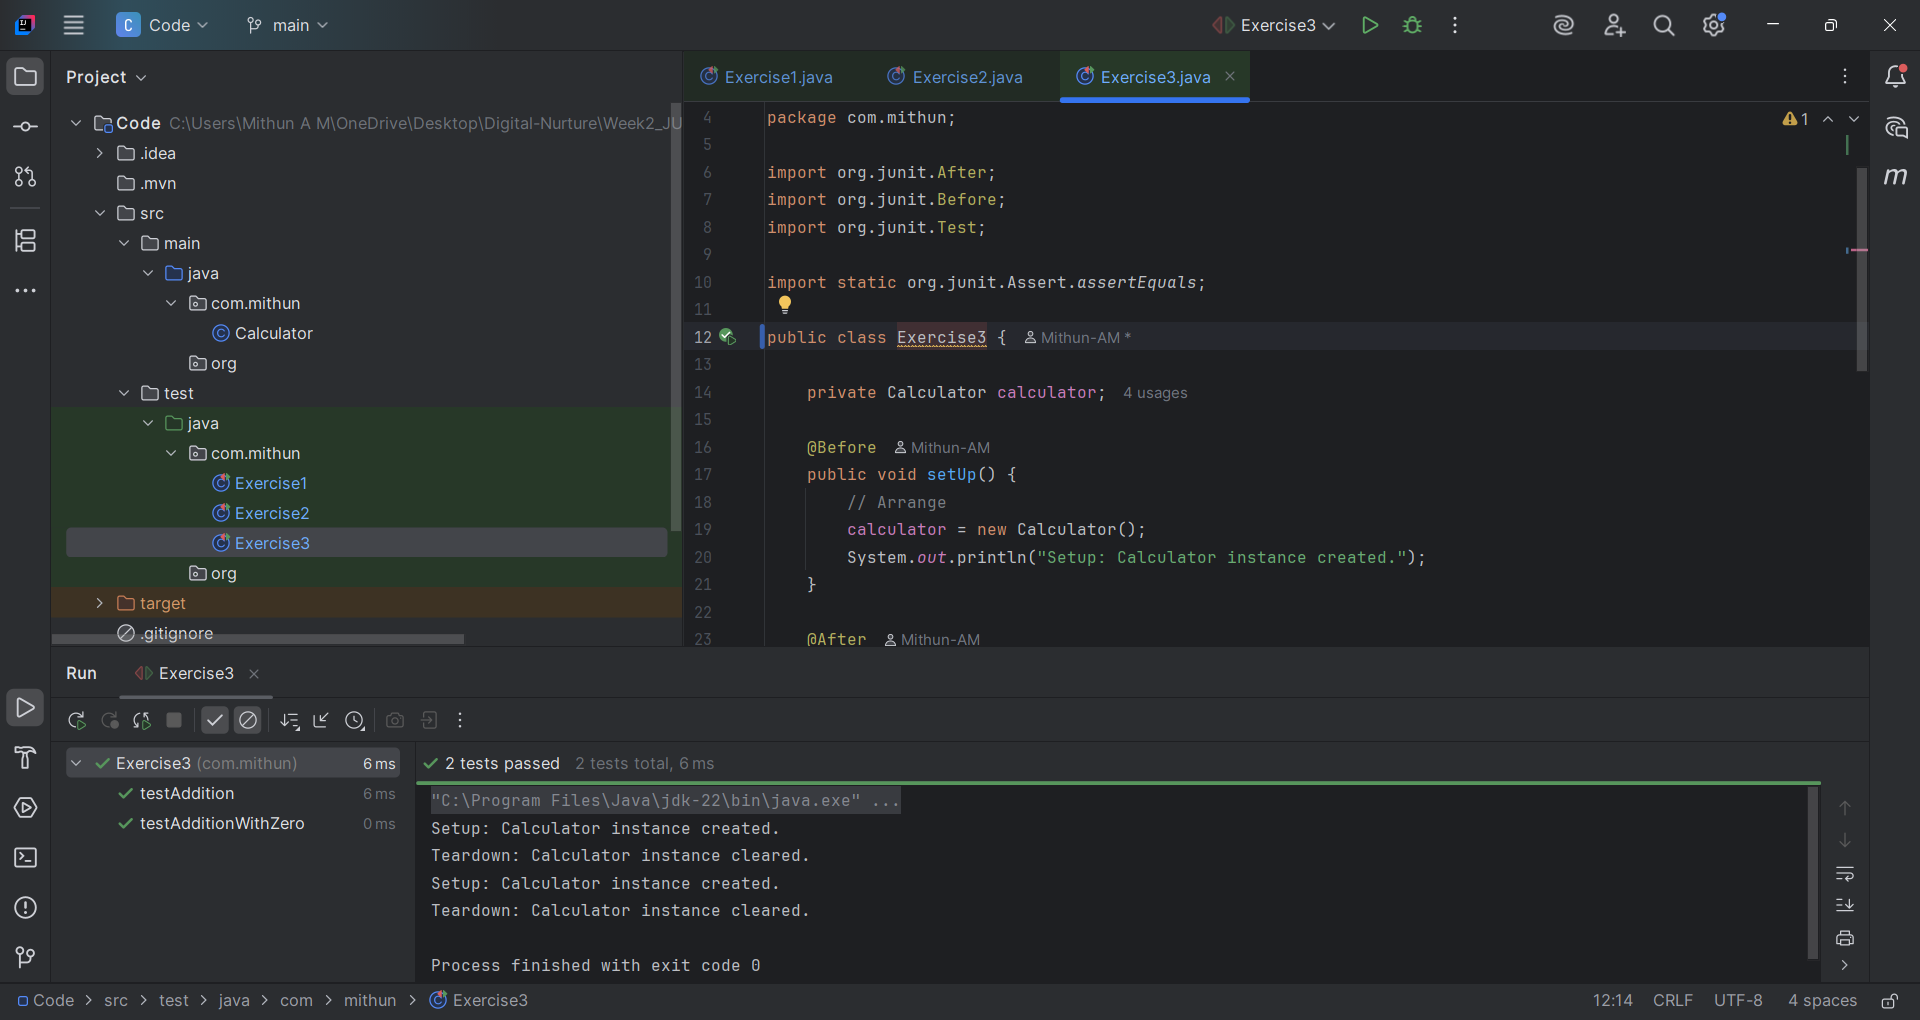 C Code main Exercise3
Project
Code C:\Users\Mithun A M\OneDrive\Desktop\Digital-Nurture\Week2_JU
.idea
.mvn
src
main
java
com.mithun
Calculator
org
test
java
com.mithun
Exercise1
Exercise2
Exercise3
org
target
.gitignore
Exercise1.java Exercise2.java Exercise3.java
1
4 package com.mithun;
5
6 import org.junit.After;
7 import org.junit.Before;
8 import org.junit.Test;
9
10 import static org.junit.Assert.assertEquals;
11
12 public class Exercise3 { Mithun-AM *
13
14 private Calculator calculator; 4 usages
15
16 @Before Mithun-AM
17 public void setUp() {
18 // Arrange
19 calculator = new Calculator();
20 System.out.println("Setup: Calculator instance created.");
21 }
22
23 @After Mithun-AM
m
Run Exercise3
Exercise3 (com.mithun) 6 ms
testAddition 6 ms
testAdditionWithZero 0 ms
2 tests passed 2 tests total, 6 ms
"C:\Program Files\Java\jdk-22\bin\java.exe" ...
Setup: Calculator instance created.
Teardown: Calculator instance cleared.
Setup: Calculator instance created.
Teardown: Calculator instance cleared.
Process finished with exit code 0
Code > src > test > java > com > mithun > Exercise3
12:14 CRLF UTF-8 4 spaces